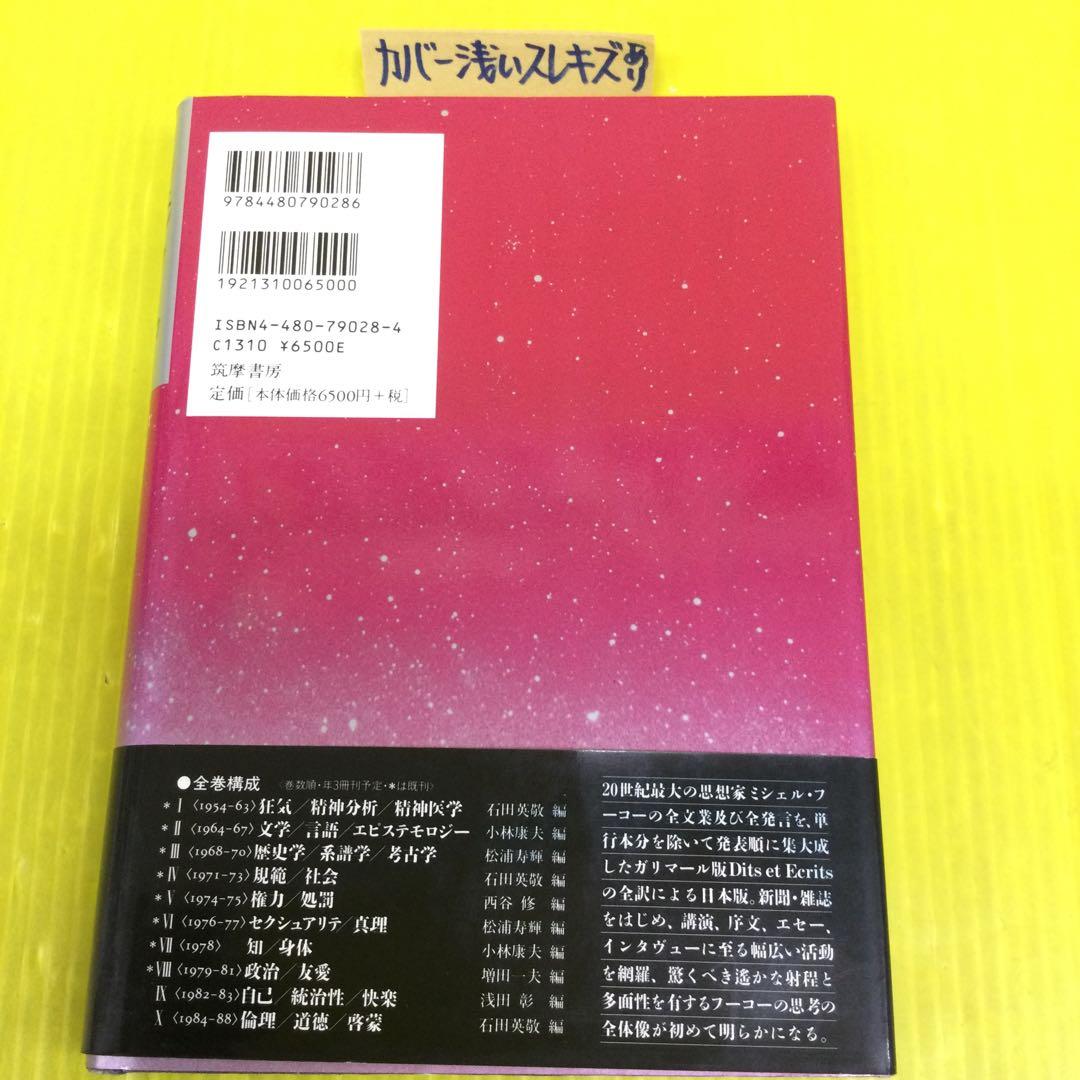 カバー浅いスレキズあり
9784480790286
1921310065000
ISBN4-480-79028-4
C1310 ¥6500E
筑摩書房
定価[本体価格6500円+税]
●全巻構成 〈巻数順・年3冊刊予定・*は既刊〉
*Ⅰ〈1954-63〉狂気/精神分析/精神医学 石田英敬 編
*Ⅱ〈1964-67〉文学/言語/エピステモロジー 小林康夫 編
*Ⅲ〈1968-70〉歴史学/系譜学/考古学 松浦寿輝 編
*Ⅳ〈1971-73〉規範/社会 石田英敬 編
*Ⅴ〈1974-75〉権力/処罰 西谷 修 編
*Ⅵ〈1976-77〉セクシュアリテ/真理 松浦寿輝 編
*Ⅶ〈1978〉 知/身体 小林康夫 編
*Ⅷ〈1979-81〉政治/友愛 増田一夫 編
Ⅸ〈1982-83〉自己/統治性/快楽 浅田 彰 編
Ⅹ〈1984-88〉倫理/道徳/啓蒙 石田英敬 編
20世紀最大の思想家ミシェル・フ
ーコーの全文業及び全発言を、単
行本分を除いて発表順に集大成
したガリマール版Dits et Ecrits
の全訳による日本版。新聞・雑誌
をはじめ、講演、序文、エセー、
インタヴューに至る幅広い活動
を網羅、驚くべき遙かな射程と
多面性を有するフーコーの思考の
全体像が初めて明らかになる。